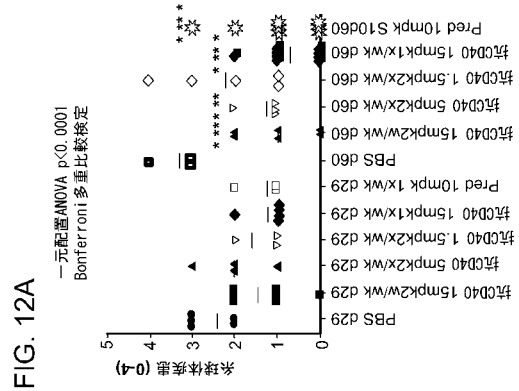 FIG. 12A
一元配置ANOVA p<0.0001
Bonferroni多重比較検定
糸球体疾患 (0-4)
5
4
3
2
1
0
****
***
****
****
PBS d29
抗CD40 15mpk2w/wk d29
抗CD40 5mpk2x/wk d29
抗CD40 1.5mpk2x/wk d29
抗CD40 15mpk1x/wk d29
Pred 10mpk 1x/wk d29
PBS d60
抗CD40 15mpk2w/wk d60
抗CD40 5mpk2x/wk d60
抗CD40 1.5mpk2x/wk d60
抗CD40 15mpk1x/wk d60
Pred 10mpk S10d60